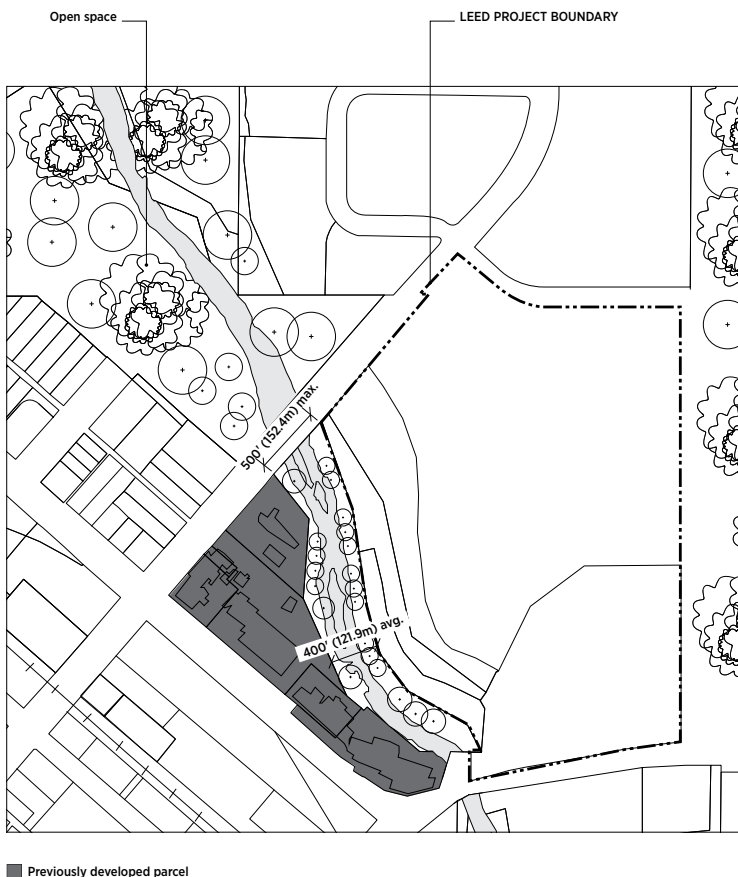 Open space
LEED PROJECT BOUNDARY
500' (152.4m) max.
400' (121.9m) avg.
Previously developed parcel